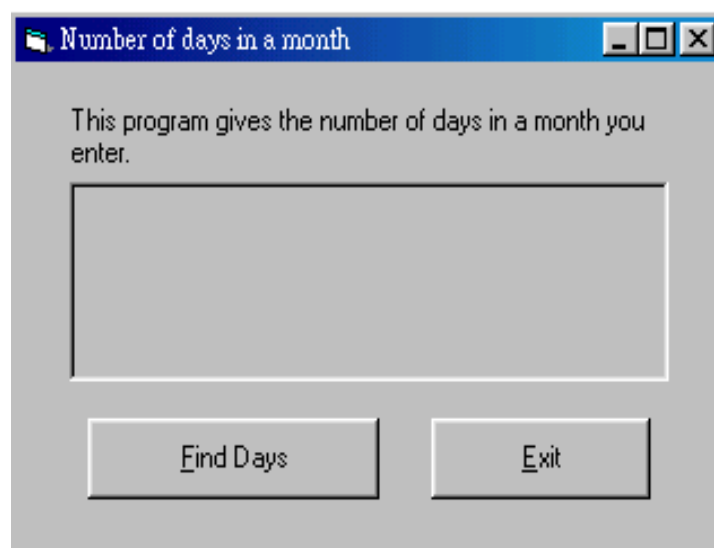 Number of days in a month
This program gives the number of days in a month you
enter.
Find Days
Exit